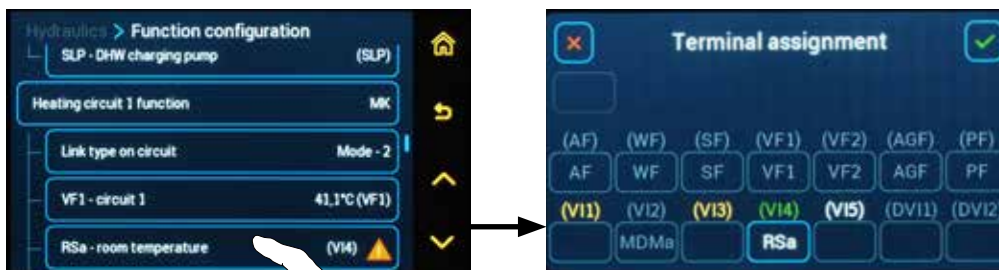 Hydraulics > Function configuration
SLP - DHW charging pump (SLP)
Heating circuit 1 function MK
Link type on circuit Mode - 2
VF1 - circuit 1 41,1°C (VF1)
RSa - room temperature (VI4)
Terminal assignment
(AF) (WF) (SF) (VF1) (VF2) (AGF) (PF)
AF WF SF VF1 VF2 AGF PF
(VI1) (VI2) (VI3) (VI4) (VI5) (DVI1) (DVI2
MDMa RSa